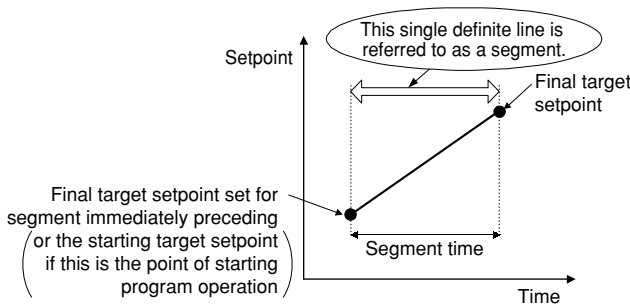 This single definite line is
referred to as a segment.
Setpoint
Final target
setpoint
Final target setpoint set for
segment immediately preceding
or the starting target setpoint
if this is the point of starting
program operation
Segment time
Time